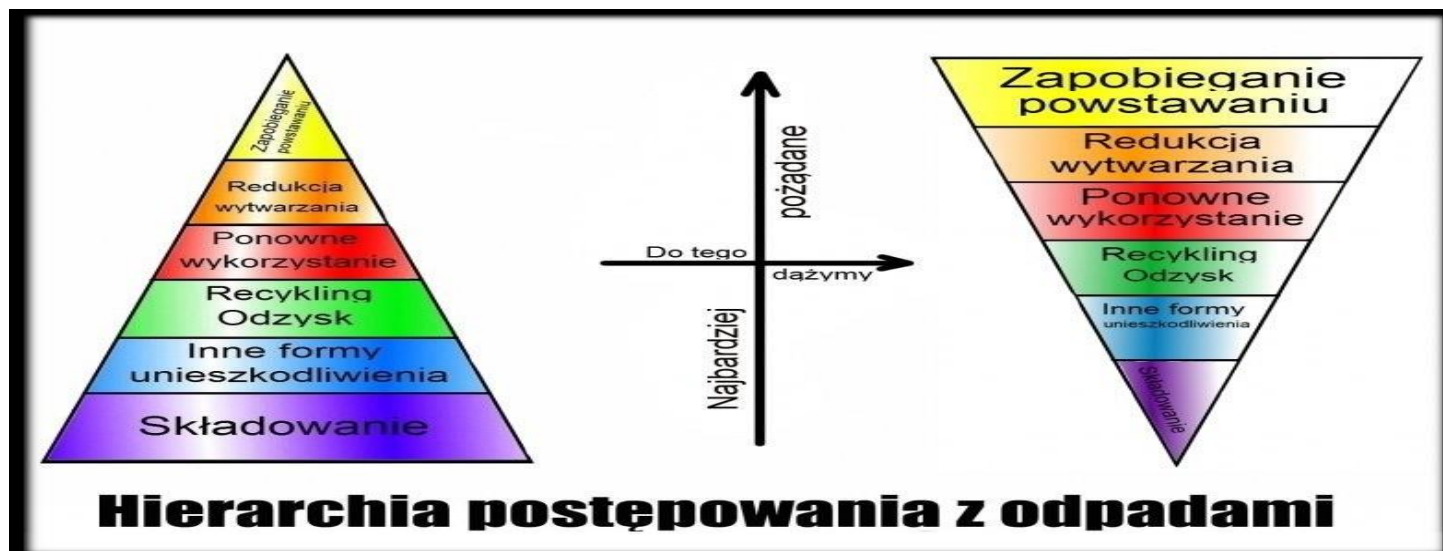 Zapobieganie
powstawaniu
Redukcja
wytwarzania
Ponowne
wykorzystanie
Recykling
Odzysk
Inne formy
unieszkodliwienia
Składowanie
pożądane
Do tego
dążymy
Najbardziej
Zapobieganie
powstawaniu
Redukcja
wytwarzania
Ponowne
wykorzystanie
Recykling
Odzysk
Inne formy
unieszkodliwienia
Składowanie
Hierarchia postępowania z odpadami